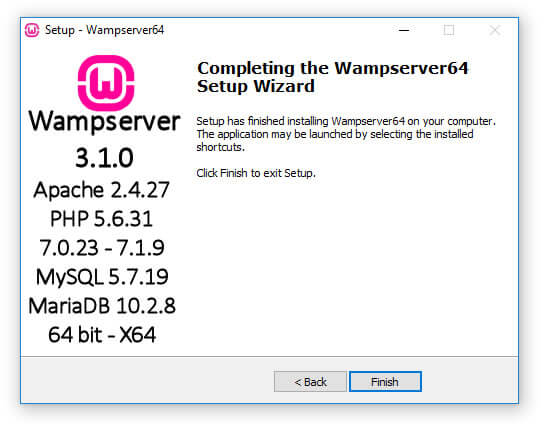 Setup - Wampserver64
Wampserver
3.1.0
Apache 2.4.27
PHP 5.6.31
7.0.23 - 7.1.9
MySQL 5.7.19
MariaDB 10.2.8
64 bit - X64
Completing the Wampserver64
Setup Wizard
Setup has finished installing Wampserver64 on your computer.
The application may be launched by selecting the installed
shortcuts.
Click Finish to exit Setup.
< Back
Finish